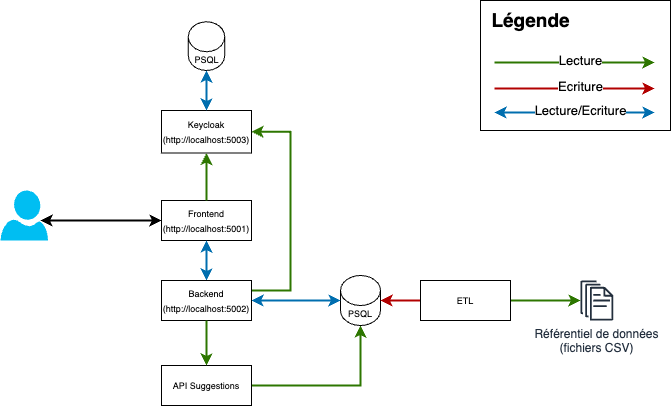 Légende
Lecture
Ecriture
Lecture/Ecriture
PSQL
Keycloak
(http://localhost:5003)
Frontend
(http://localhost:5001)
Backend
(http://localhost:5002)
PSQL
ETL
Référentiel de données
(fichiers CSV)
API Suggestions